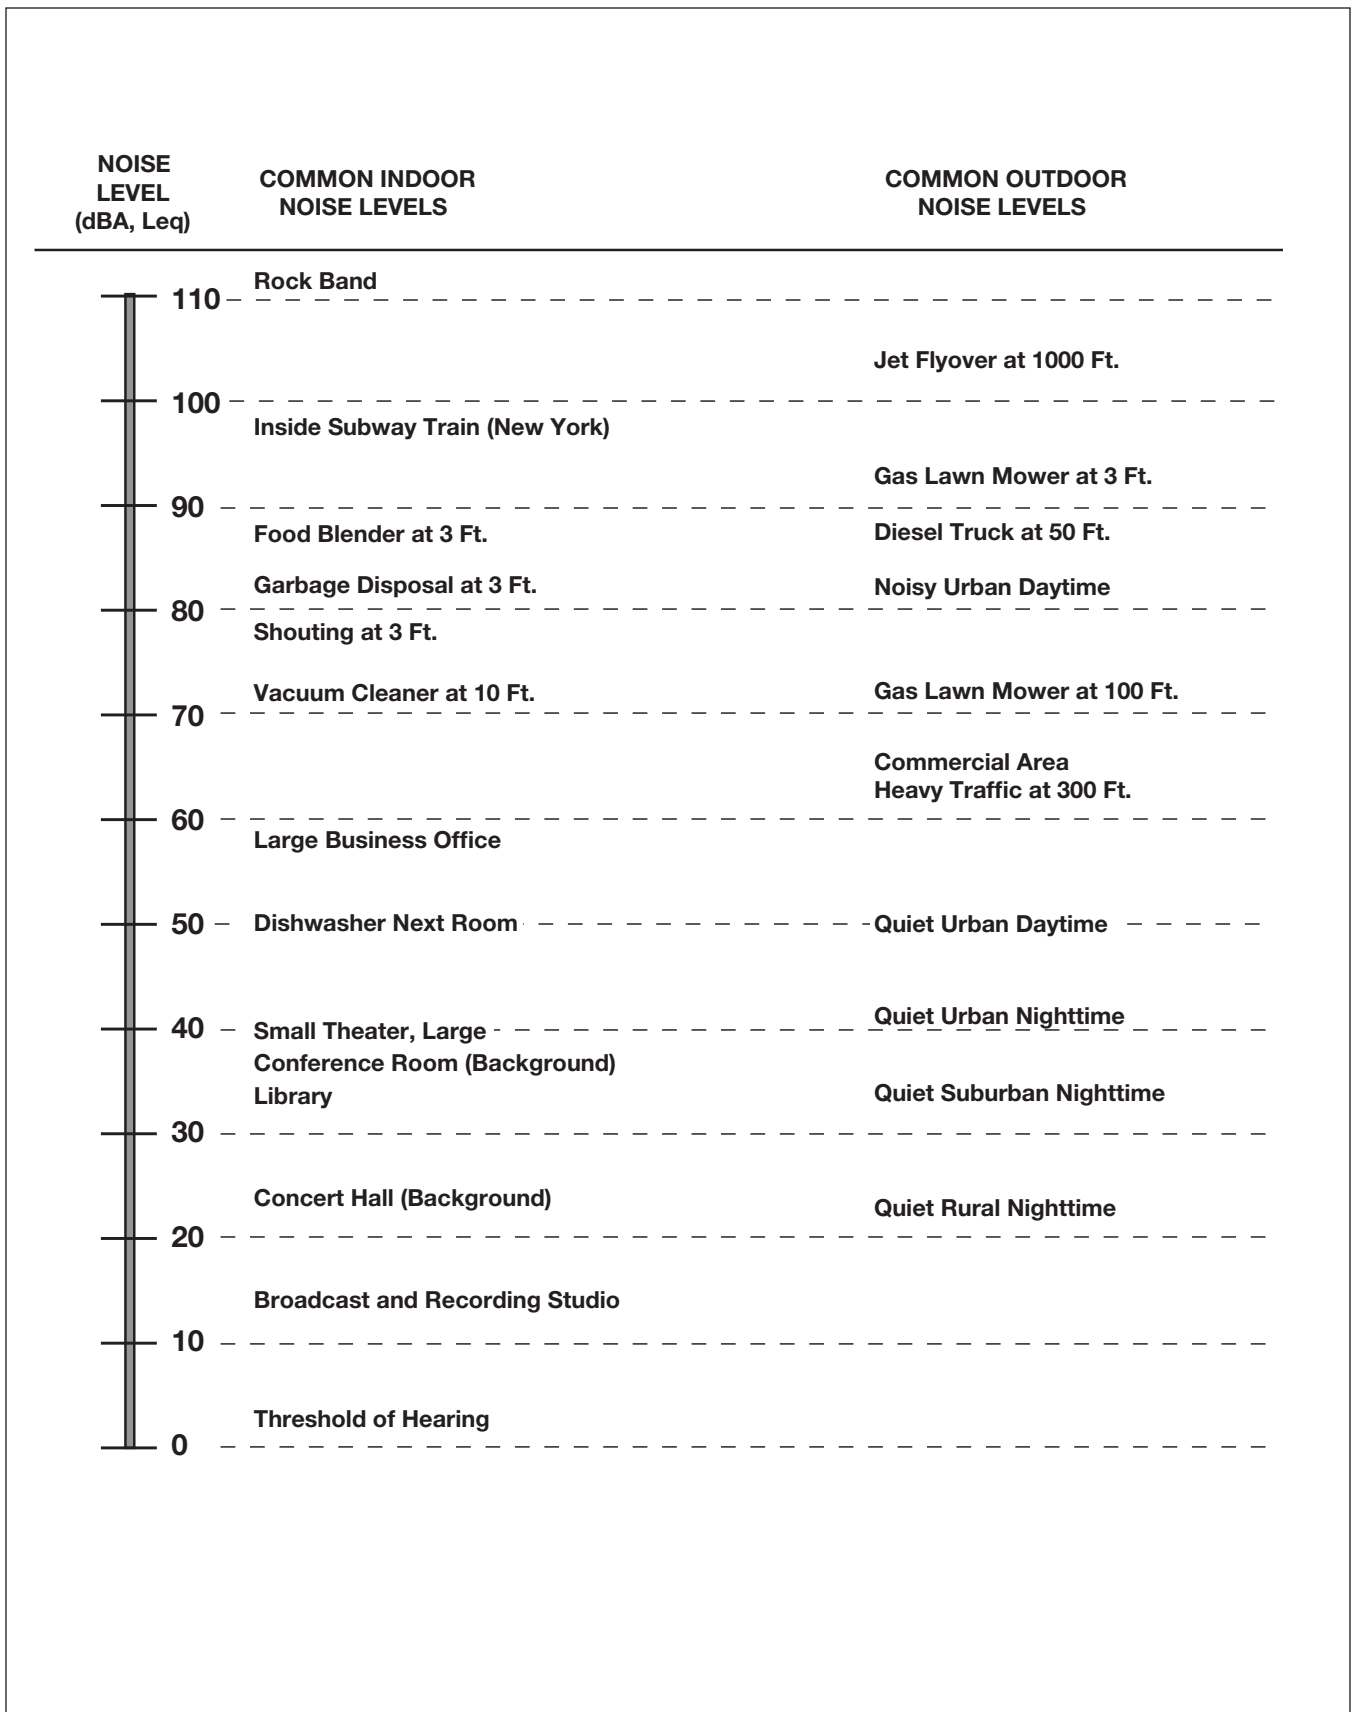 NOISE
LEVEL
(dBA, Leq)
COMMON INDOOR
NOISE LEVELS
COMMON OUTDOOR
NOISE LEVELS
Rock Band
110
Jet Flyover at 1000 Ft.
100
Inside Subway Train (New York)
Gas Lawn Mower at 3 Ft.
90
Food Blender at 3 Ft.
Diesel Truck at 50 Ft.
Garbage Disposal at 3 Ft.
Noisy Urban Daytime
80
Shouting at 3 Ft.
Vacuum Cleaner at 10 Ft.
Gas Lawn Mower at 100 Ft.
70
Commercial Area
Heavy Traffic at 300 Ft.
60
Large Business Office
50
Dishwasher Next Room
Quiet Urban Daytime
Quiet Urban Nighttime
40
Small Theater, Large
Conference Room (Background)
Library
Quiet Suburban Nighttime
30
Concert Hall (Background)
Quiet Rural Nighttime
20
Broadcast and Recording Studio
10
Threshold of Hearing
0